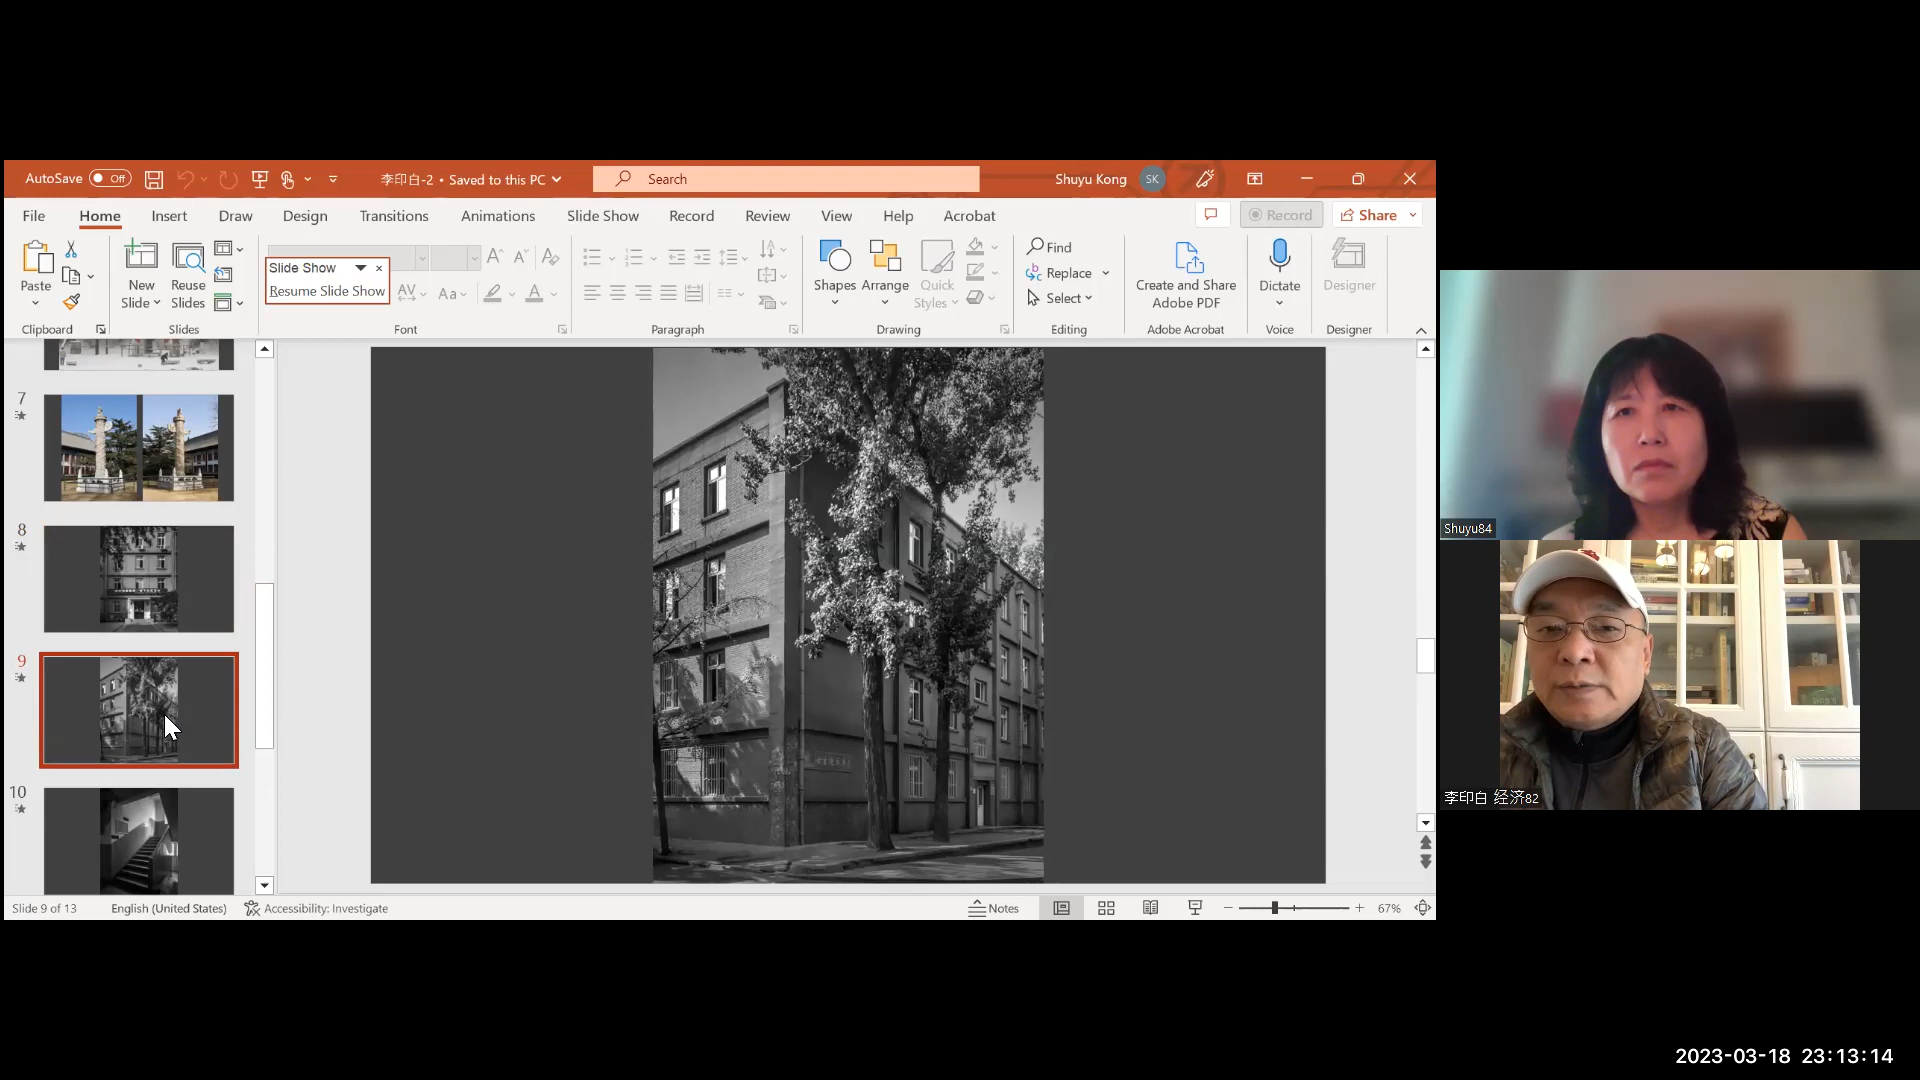 AutoSave Off 李印白-2 • Saved to this PC Search Shuyu Kong SK
File Home Insert Draw Design Transitions Animations Slide Show Record Review View Help Acrobat Record Share
Paste
New Slide
Reuse Slides
Slide Show
Resume Slide Show
Aa
Shapes
Arrange
Quick Styles
Find
Replace
Select
Create and Share Adobe PDF
Dictate
Designer
Clipboard Slides Font Paragraph Drawing Editing Adobe Acrobat Voice Designer
7
8
9
10
Slide 9 of 13 English (United States) Accessibility: Investigate Notes 67%
Shuyu84
李印白 经济82
2023-03-18 23:13:14